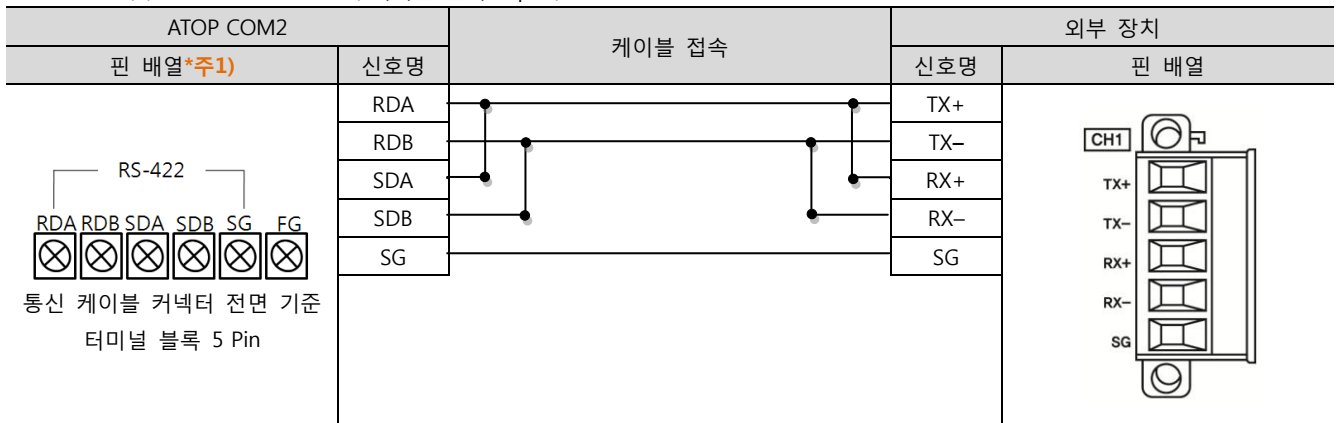 ATOP COM2 케이블 접속 외부 장치
핀 배열*주1) 신호명 신호명 핀 배열
RDA TX+
RDB TX−
SDA RX+
SDB RX−
SG SG
RS-422
RDA RDB SDA SDB SG FG
통신 케이블 커넥터 전면 기준
터미널 블록 5 Pin
CH1
TX+
TX−
RX+
RX−
SG